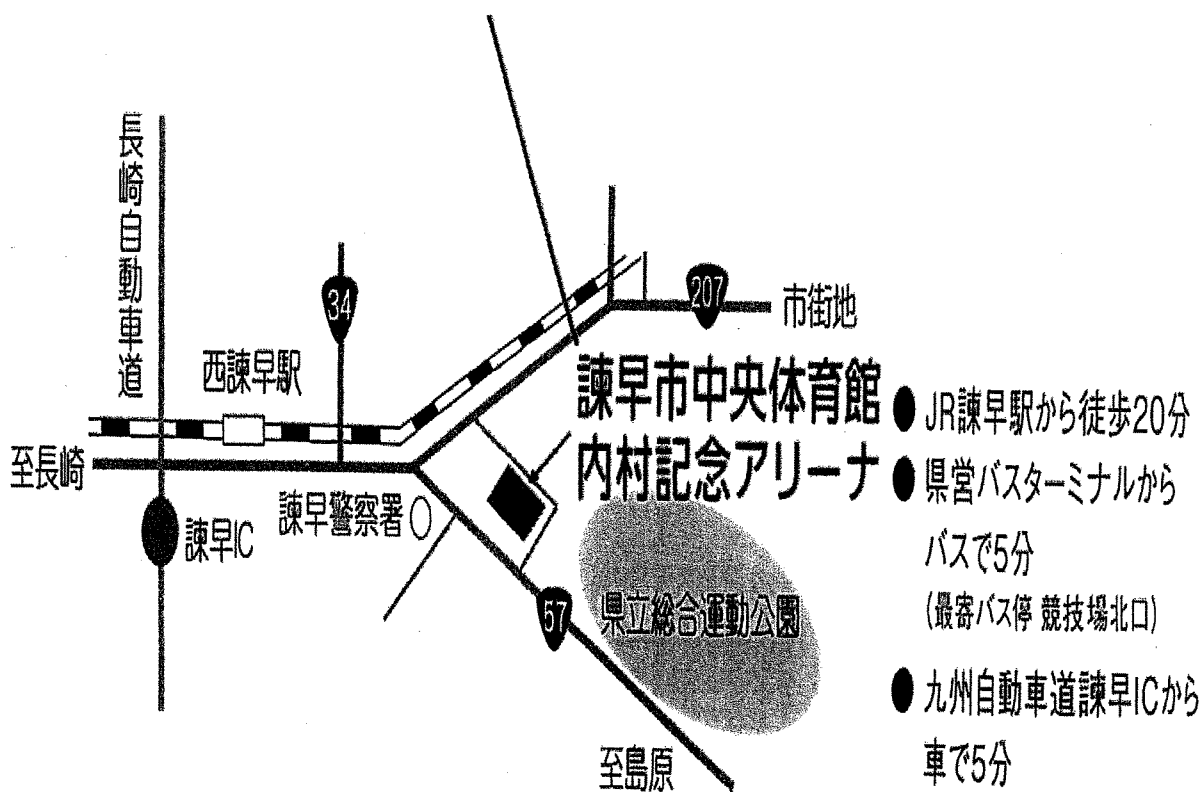 長崎自動車道
34
207
市街地
西諫早駅
諫早市中央体育館
内村記念アリーナ
至長崎
諫早警察署
諫早IC
57
県立総合運動公園
至島原
●JR諫早駅から徒歩20分
●県営バスターミナルから
バスで5分
(最寄バス停 競技場北口)
●九州自動車道諫早ICから
車で5分